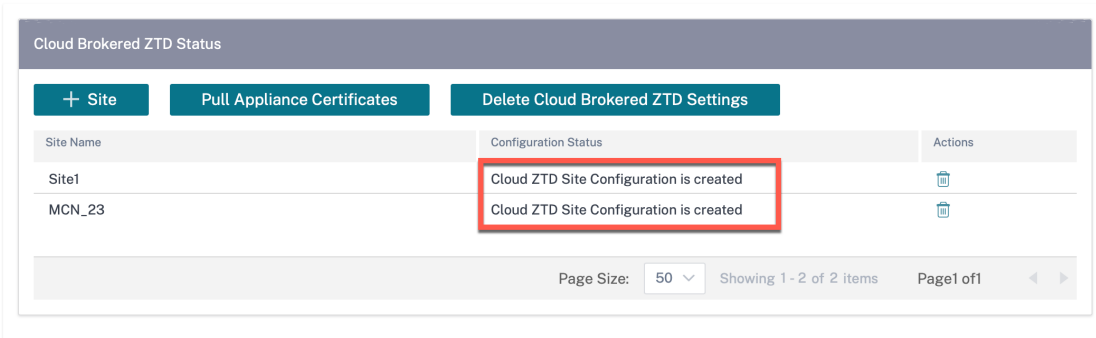 Cloud Brokered ZTD Status
+ Site Pull Appliance Certificates Delete Cloud Brokered ZTD Settings
Site Name Configuration Status Actions
Site1 Cloud ZTD Site Configuration is created
MCN_23 Cloud ZTD Site Configuration is created
Page Size: 50 Showing 1 - 2 of 2 items Page1 of1